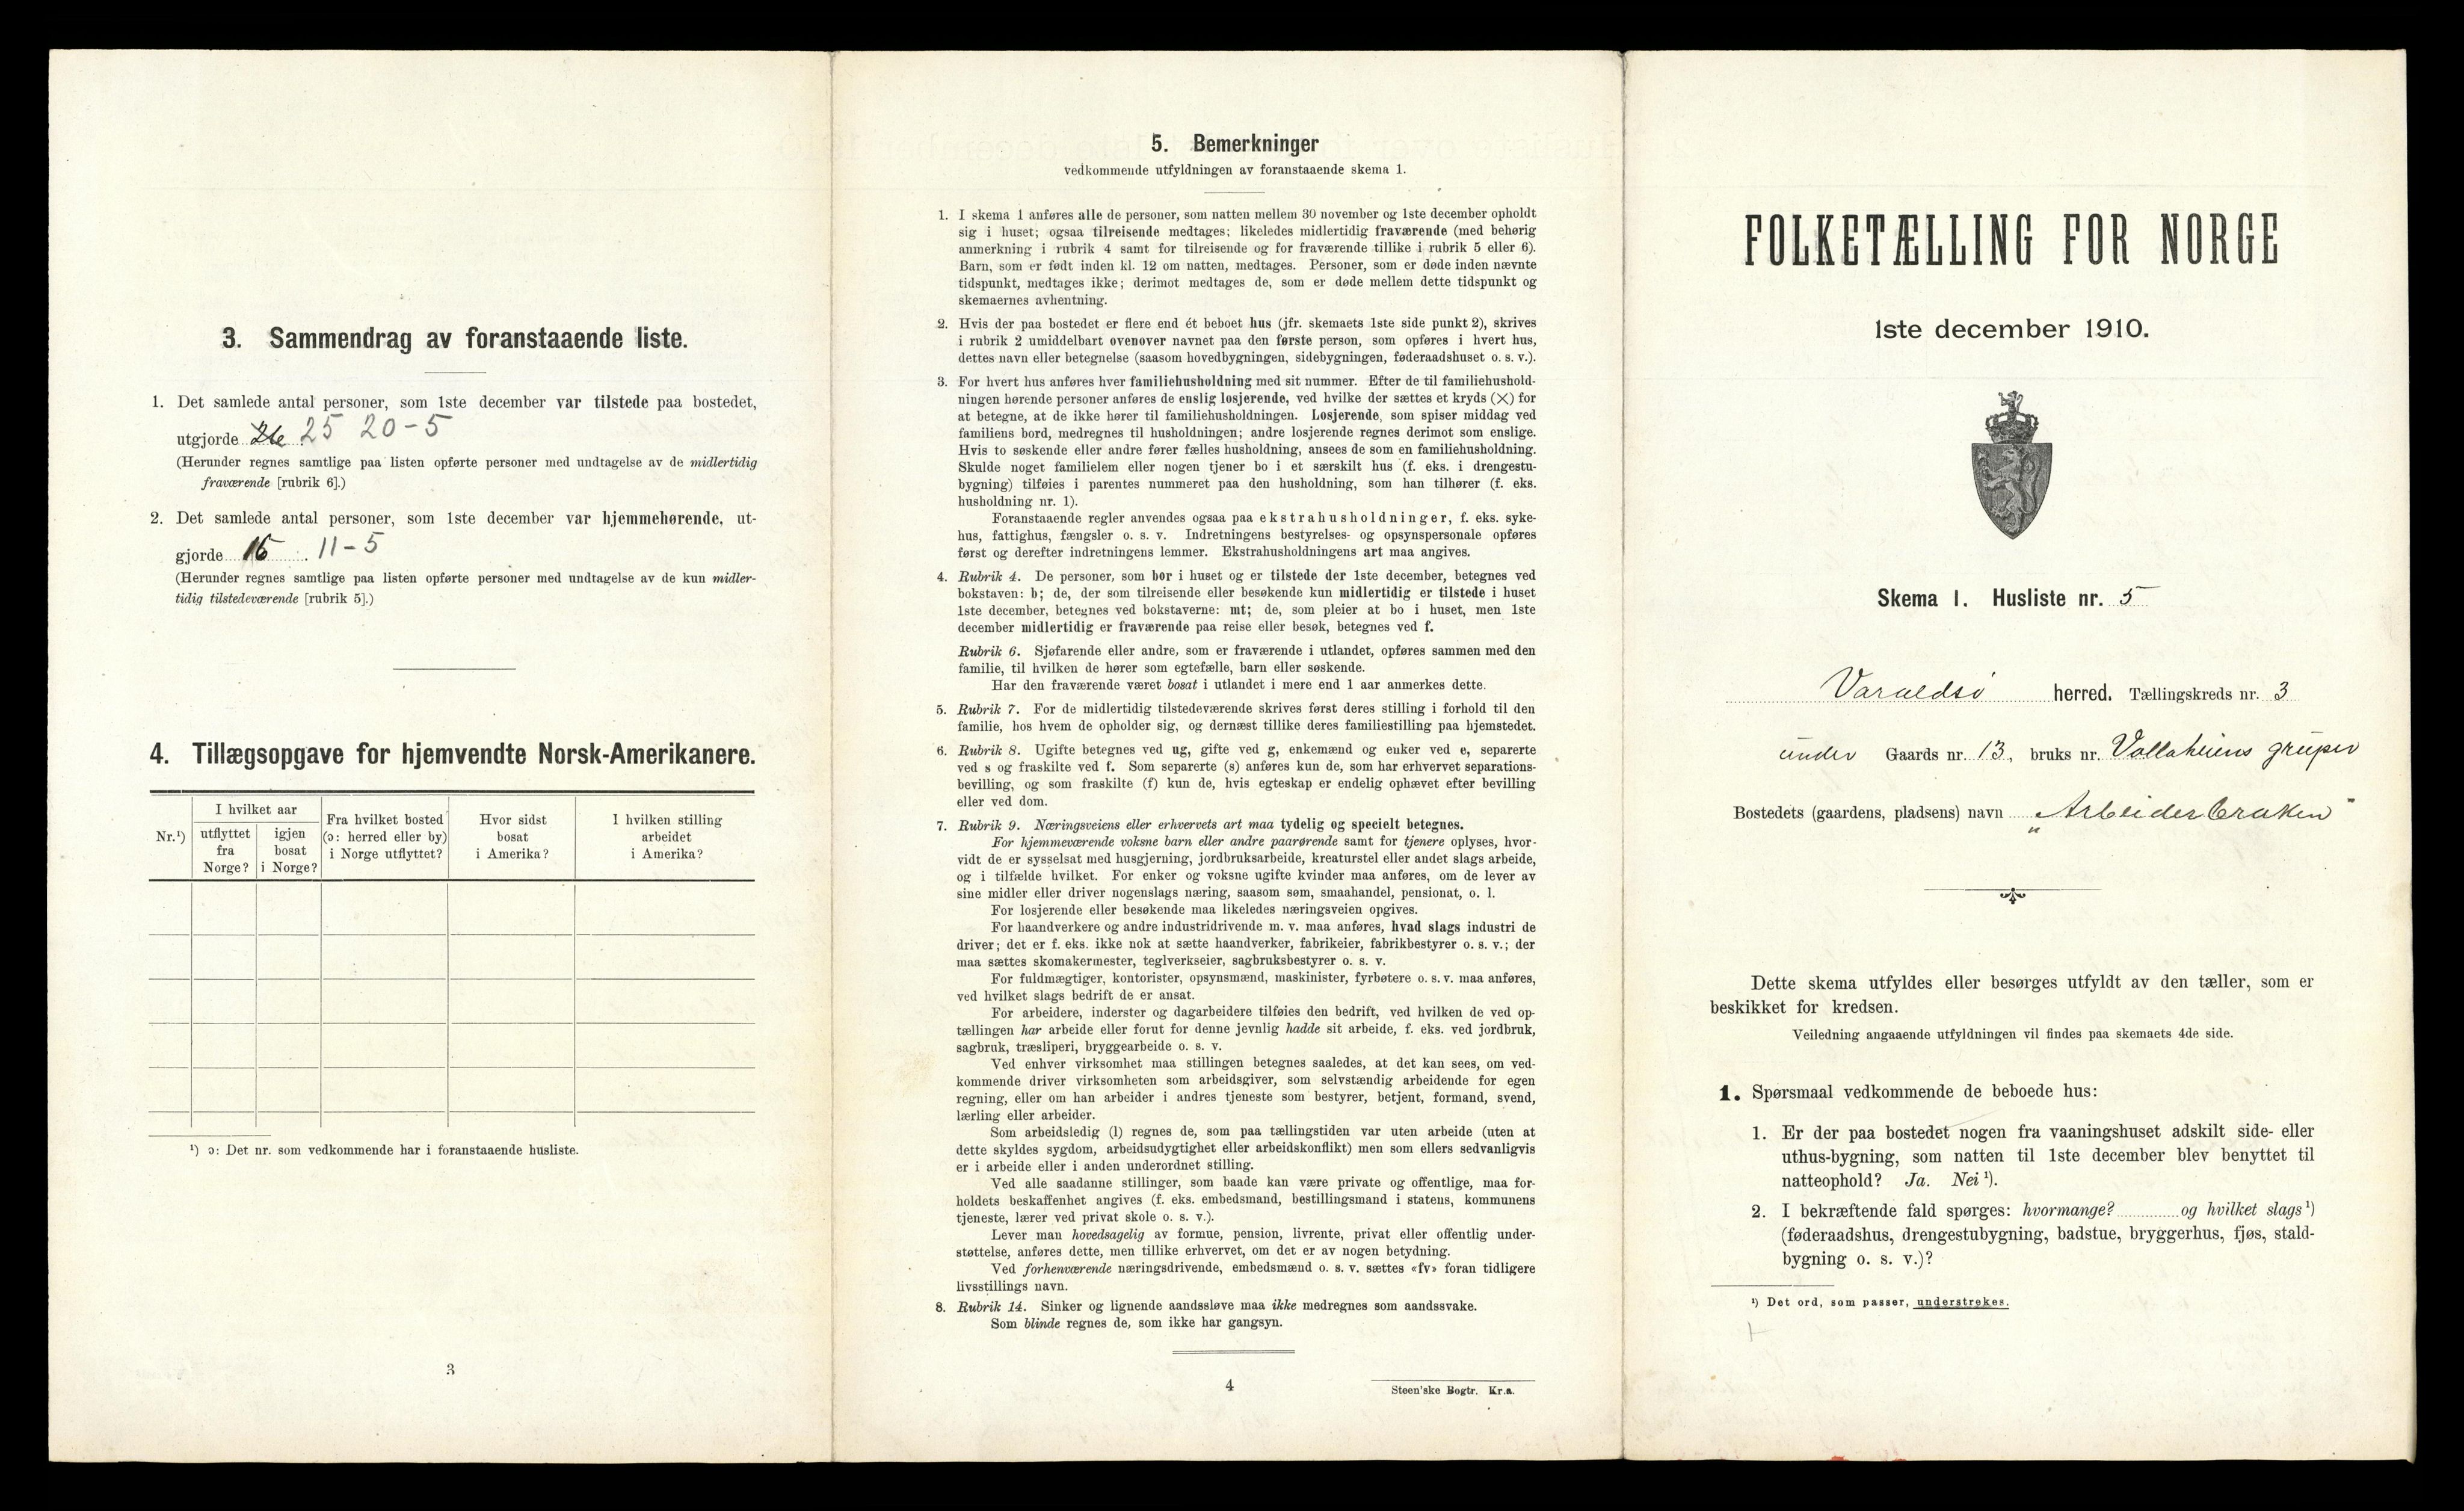 3. Sammendrag av foranstaaende liste.
1. Det samlede antal personer, som 1ste december var tilstede paa bostedet,
utgjorde 26 25 20-5
(Herunder regnes samtlige paa listen opførte personer med undtagelse av de midlertidig
fraværende [rubrik 6].)
2. Det samlede antal personer, som 1ste december var hjemmehørende, ut-
gjorde 16 11-5
(Herunder regnes samtlige paa listen opførte personer med undtagelse av de kun midler-
tidig tilstedeværende [rubrik 5].)
4. Tillægsopgave for hjemvendte Norsk-Amerikanere.
Nr.¹)
I hvilket aar
utflyttet
fra
Norge?
igjen
bosat
i Norge?
Fra hvilket bosted
(ɔ: herred eller by)
i Norge utflyttet?
Hvor sidst
bosat
i Amerika?
I hvilken stilling
arbeidet
i Amerika?
¹) ɔ: Det nr. som vedkommende har i foranstaaende husliste.
3
5. Bemerkninger
vedkommende utfyldningen av foranstaaende skema 1.
1. I skema 1 anføres alle de personer, som natten mellem 30 november og 1ste december opholdt
sig i huset; ogsaa tilreisende medtages; likeledes midlertidig fraværende (med behørig
anmerkning i rubrik 4 samt for tilreisende og for fraværende tillike i rubrik 5 eller 6).
Barn, som er født inden kl. 12 om natten, medtages. Personer, som er døde inden nævnte
tidspunkt, medtages ikke; derimot medtages de, som er døde mellem dette tidspunkt og
skemaernes avhentning.
2. Hvis der paa bostedet er flere end ét beboet hus (jfr. skemaets 1ste side punkt 2), skrives
i rubrik 2 umiddelbart ovenover navnet paa den første person, som opføres i hvert hus,
dettes navn eller betegnelse (saasom hovedbygningen, sidebygningen, føderaadshuset o. s. v.).
3. For hvert hus anføres hver familiehusholdning med sit nummer. Efter de til familiehushold-
ningen hørende personer anføres de enslig losjerende, ved hvilke der sættes et kryds (×) for
at betegne, at de ikke hører til familiehusholdningen. Losjerende, som spiser middag ved
familiens bord, medregnes til husholdningen; andre losjerende regnes derimot som enslige.
Hvis to søskende eller andre fører fælles husholdning, ansees de som en familiehusholdning.
Skulde noget familielem eller nogen tjener bo i et særskilt hus (f. eks. i drengestu-
bygning) tilføies i parentes nummeret paa den husholdning, som han tilhører (f. eks.
husholdning nr. 1).
Foranstaaende regler anvendes ogsaa paa ekstrahusholdninger, f. eks. syke-
hus, fattighus, fængsler o. s. v. Indretningens bestyrelses- og opsynspersonale opføres
først og derefter indretningens lemmer. Ekstrahusholdningens art maa angives.
4. Rubrik 4. De personer, som bor i huset og er tilstede der 1ste december, betegnes ved
bokstaven: b; de, der som tilreisende eller besøkende kun midlertidig er tilstede i huset
1ste december, betegnes ved bokstaverne: mt; de, som pleier at bo i huset, men 1ste
december midlertidig er fraværende paa reise eller besøk, betegnes ved f.
Rubrik 6. Sjøfarende eller andre, som er fraværende i utlandet, opføres sammen med den
familie, til hvilken de hører som egtefælle, barn eller søskende.
Har den fraværende været bosat i utlandet i mere end 1 aar anmerkes dette.
5. Rubrik 7. For de midlertidig tilstedeværende skrives først deres stilling i forhold til den
familie, hos hvem de opholder sig, og dernæst tillike deres familiestilling paa hjemstedet.
6. Rubrik 8. Ugifte betegnes ved ug, gifte ved g, enkemænd og enker ved e, separerte
ved s og fraskilte ved f. Som separerte (s) anføres kun de, som har erhvervet separations-
bevilling, og som fraskilte (f) kun de, hvis egteskap er endelig ophævet efter bevilling
eller ved dom.
7. Rubrik 9. Næringsveiens eller erhvervets art maa tydelig og specielt betegnes.
For hjemmeværende voksne barn eller andre paarørende samt for tjenere oplyses, hvor-
vidt de er sysselsat med husgjerning, jordbruksarbeide, kreaturstel eller andet slags arbeide,
og i tilfælde hvilket. For enker og voksne ugifte kvinder maa anføres, om de lever av
sine midler eller driver nogenslags næring, saasom søm, smaahandel, pensionat, o. l.
For losjerende eller besøkende maa likeledes næringsveien opgives.
For haandverkere og andre industridrivende m. v. maa anføres, hvad slags industri de
driver; det er f. eks. ikke nok at sætte haandverker, fabrikeier, fabrikbestyrer o. s. v.; der
maa sættes skomakermester, teglverkseier, sagbruksbestyrer o. s. v.
For fuldmægtiger, kontorister, opsynsmænd, maskinister, fyrbøtere o. s. v. maa anføres,
ved hvilket slags bedrift de er ansat.
For arbeidere, inderster og dagarbeidere tilføies den bedrift, ved hvilken de ved op-
tællingen har arbeide eller forut for denne jevnlig hadde sit arbeide, f. eks. ved jordbruk,
sagbruk, træsliperi, bryggearbeide o. s. v.
Ved enhver virksomhet maa stillingen betegnes saaledes, at det kan sees, om ved-
kommende driver virksomheten som arbeidsgiver, som selvstændig arbeidende for egen
regning, eller om han arbeider i andres tjeneste som bestyrer, betjent, formand, svend,
lærling eller arbeider.
Som arbeidsledig (l) regnes de, som paa tællingstiden var uten arbeide (uten at
dette skyldes sygdom, arbeidsudygtighet eller arbeidskonflikt) men som ellers sedvanligvis
er i arbeide eller i anden underordnet stilling.
Ved alle saadanne stillinger, som baade kan være private og offentlige, maa for-
holdets beskaffenhet angives (f. eks. embedsmand, bestillingsmand i statens, kommunens
tjeneste, lærer ved privat skole o. s. v.).
Lever man hovedsagelig av formue, pension, livrente, privat eller offentlig under-
støttelse, anføres dette, men tillike erhvervet, om det er av nogen betydning.
Ved forhenværende næringsdrivende, embedsmænd o. s. v. sættes «fv» foran tidligere
livsstillings navn.
8. Rubrik 14. Sinker og lignende aandssløve maa ikke medregnes som aandssvake.
Som blinde regnes de, som ikke har gangsyn.
4
Steen'ske Bogtr. Kr.a.
FOLKETÆLLING FOR NORGE
1ste december 1910.
Skema 1. Husliste nr. 5
Varaldsö herred. Tællingskreds nr. 3
under Gaards nr. 13, bruks nr. Vallaheiens gruper
Bostedets (gaardens, pladsens) navn „Arbeiderbraken"
Dette skema utfyldes eller besørges utfyldt av den tæller, som er
beskikket for kredsen.
Veiledning angaaende utfyldningen vil findes paa skemaets 4de side.
1. Spørsmaal vedkommende de beboede hus:
1. Er der paa bostedet nogen fra vaaningshuset adskilt side- eller
uthus-bygning, som natten til 1ste december blev benyttet til
natteophold? Ja. Nei ¹).
2. I bekræftende fald spørges: hvormange? og hvilket slags ¹)
(føderaadshus, drengestubygning, badstue, bryggerhus, fjøs, stald-
bygning o. s. v.)?
¹) Det ord, som passer, understrekes.